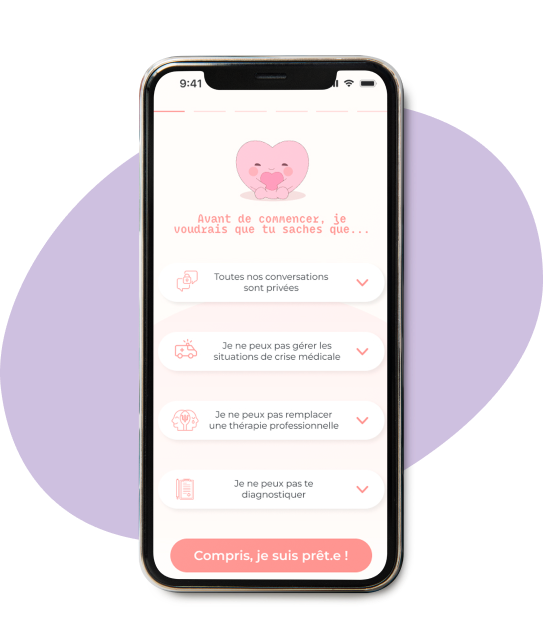 9:41
Avant de commencer, je
voudrais que tu saches que...
Toutes nos conversations
sont privées
Je ne peux pas gérer les
situations de crise médicale
Je ne peux pas remplacer
une thérapie professionnelle
Je ne peux pas te
diagnostiquer
Compris, je suis prêt.e !